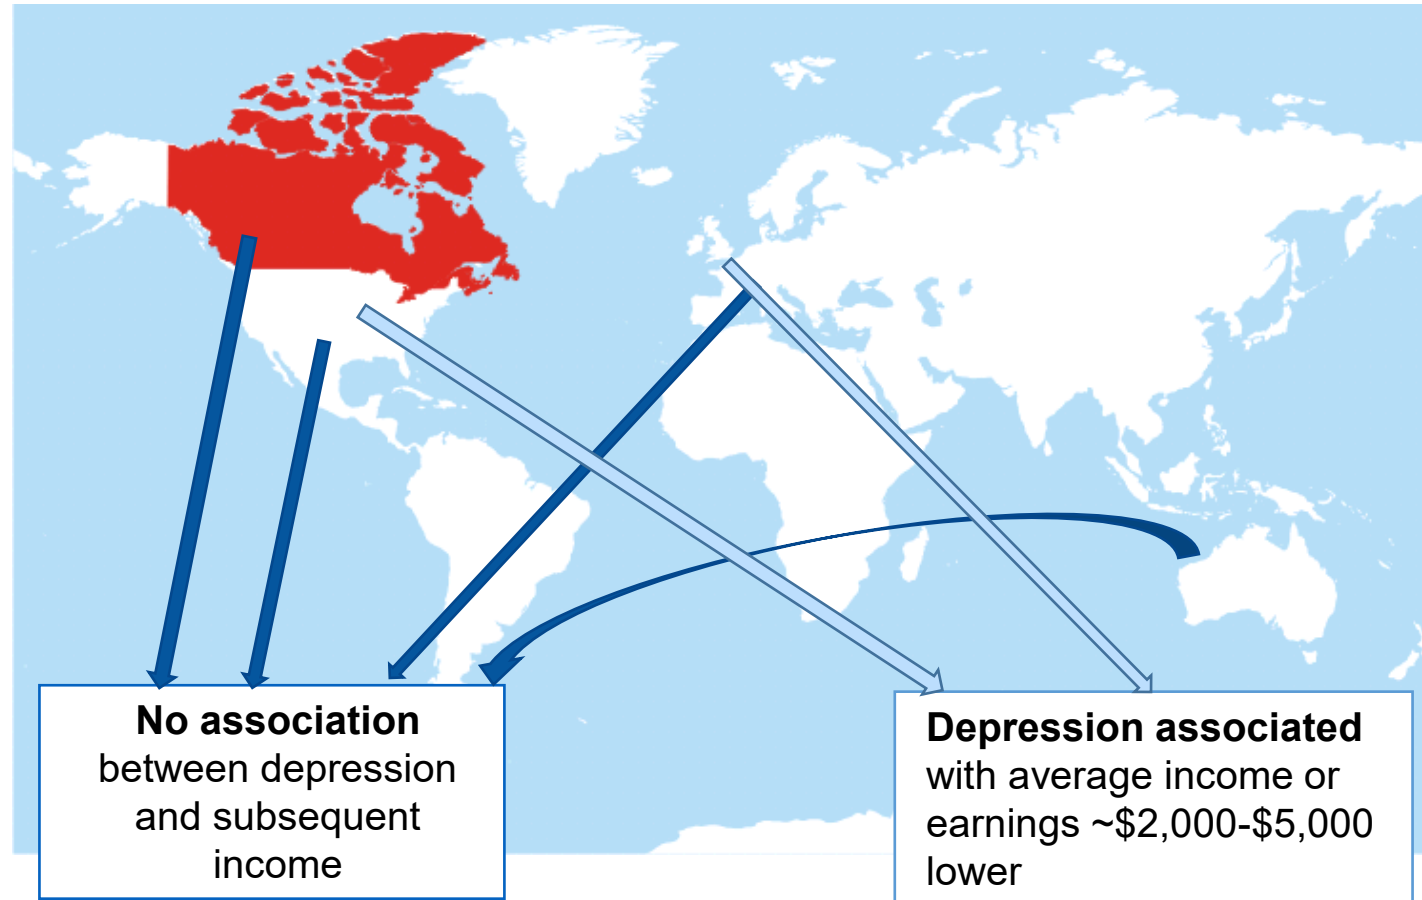 No association
between depression
and subsequent
income
Depression associated
with average income or
earnings ~$2,000-$5,000
lower